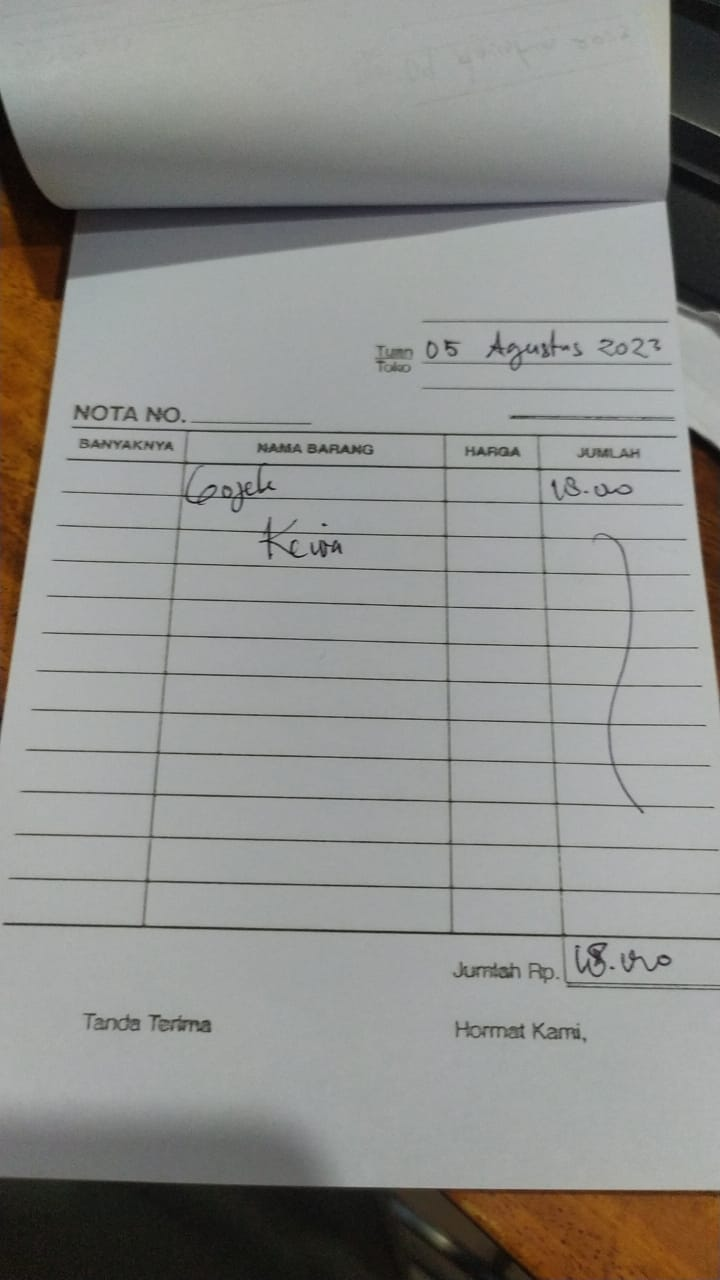 Tuan
Toko
05 Agustus 2023
NOTA NO.
BANYAKNYA NAMA BARANG HARGA JUMLAH
Gojek 18.000
Jumlah Rp. 18.000
Tanda Terima Hormat Kami,